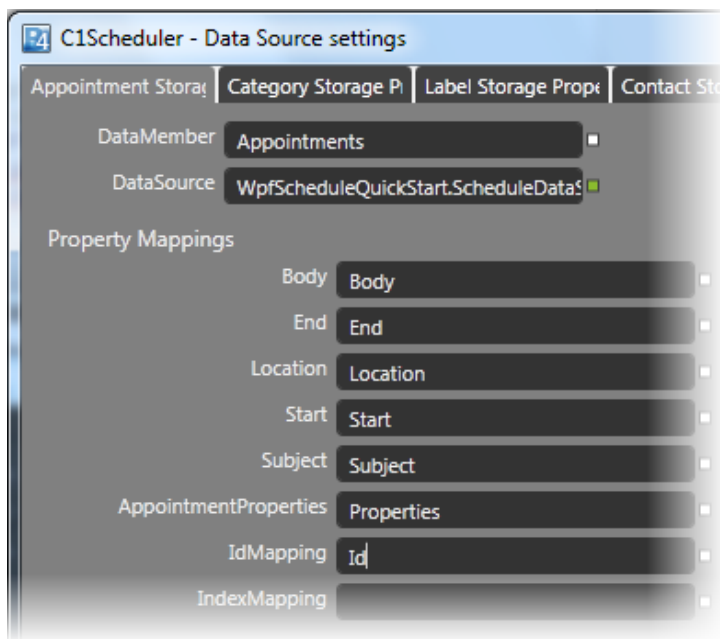 C1Scheduler - Data Source settings
Appointment Storag Category Storage P Label Storage Prope Contact Sto
DataMember Appointments
DataSource WpfScheduleQuickStart.ScheduleDataS
Property Mappings
Body Body
End End
Location Location
Start Start
Subject Subject
AppointmentProperties Properties
IdMapping Id
IndexMapping